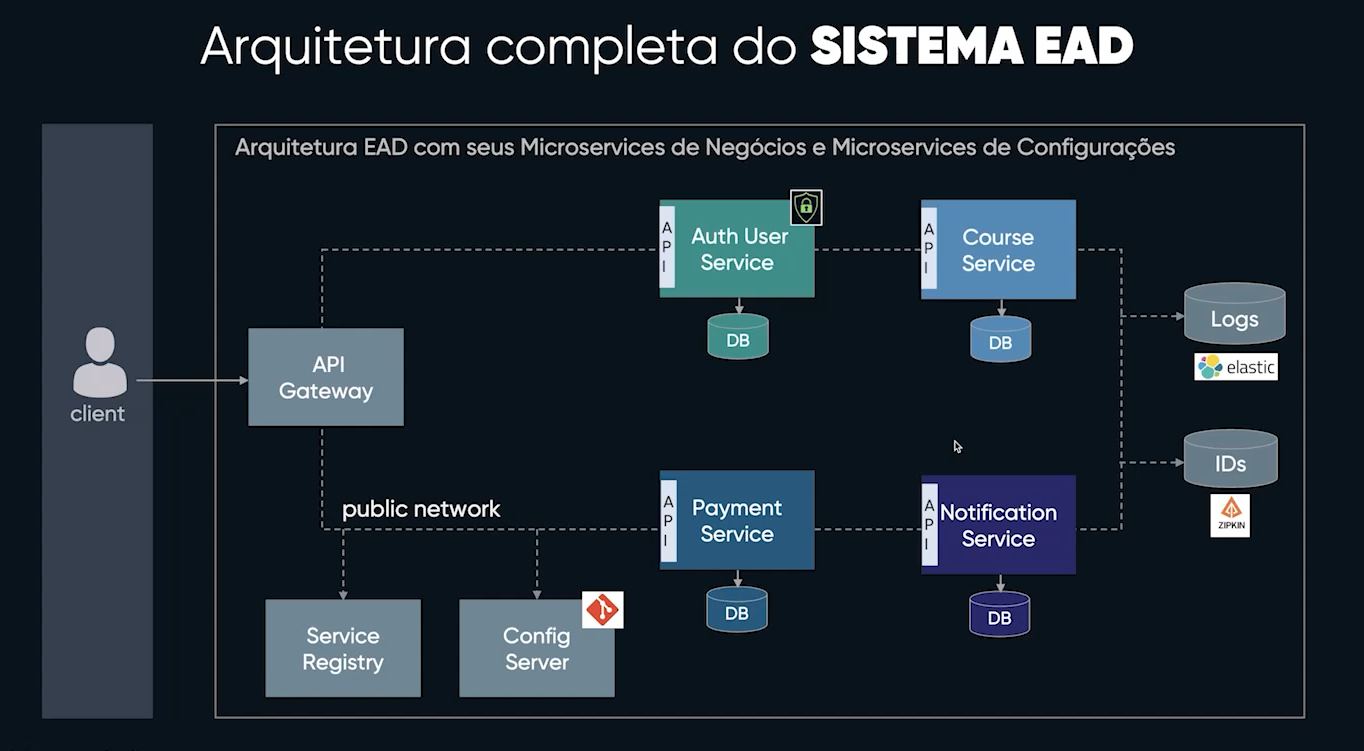 Arquitetura completa do SISTEMA EAD
Arquitetura EAD com seus Microservices de Negócios e Microservices de Configurações
API
Auth User
Service
DB
API
Course
Service
DB
Logs
elastic
client
API
Gateway
IDs
ZIPKIN
public network
API
Payment
Service
DB
API
Notification
Service
DB
Service
Registry
Config
Server